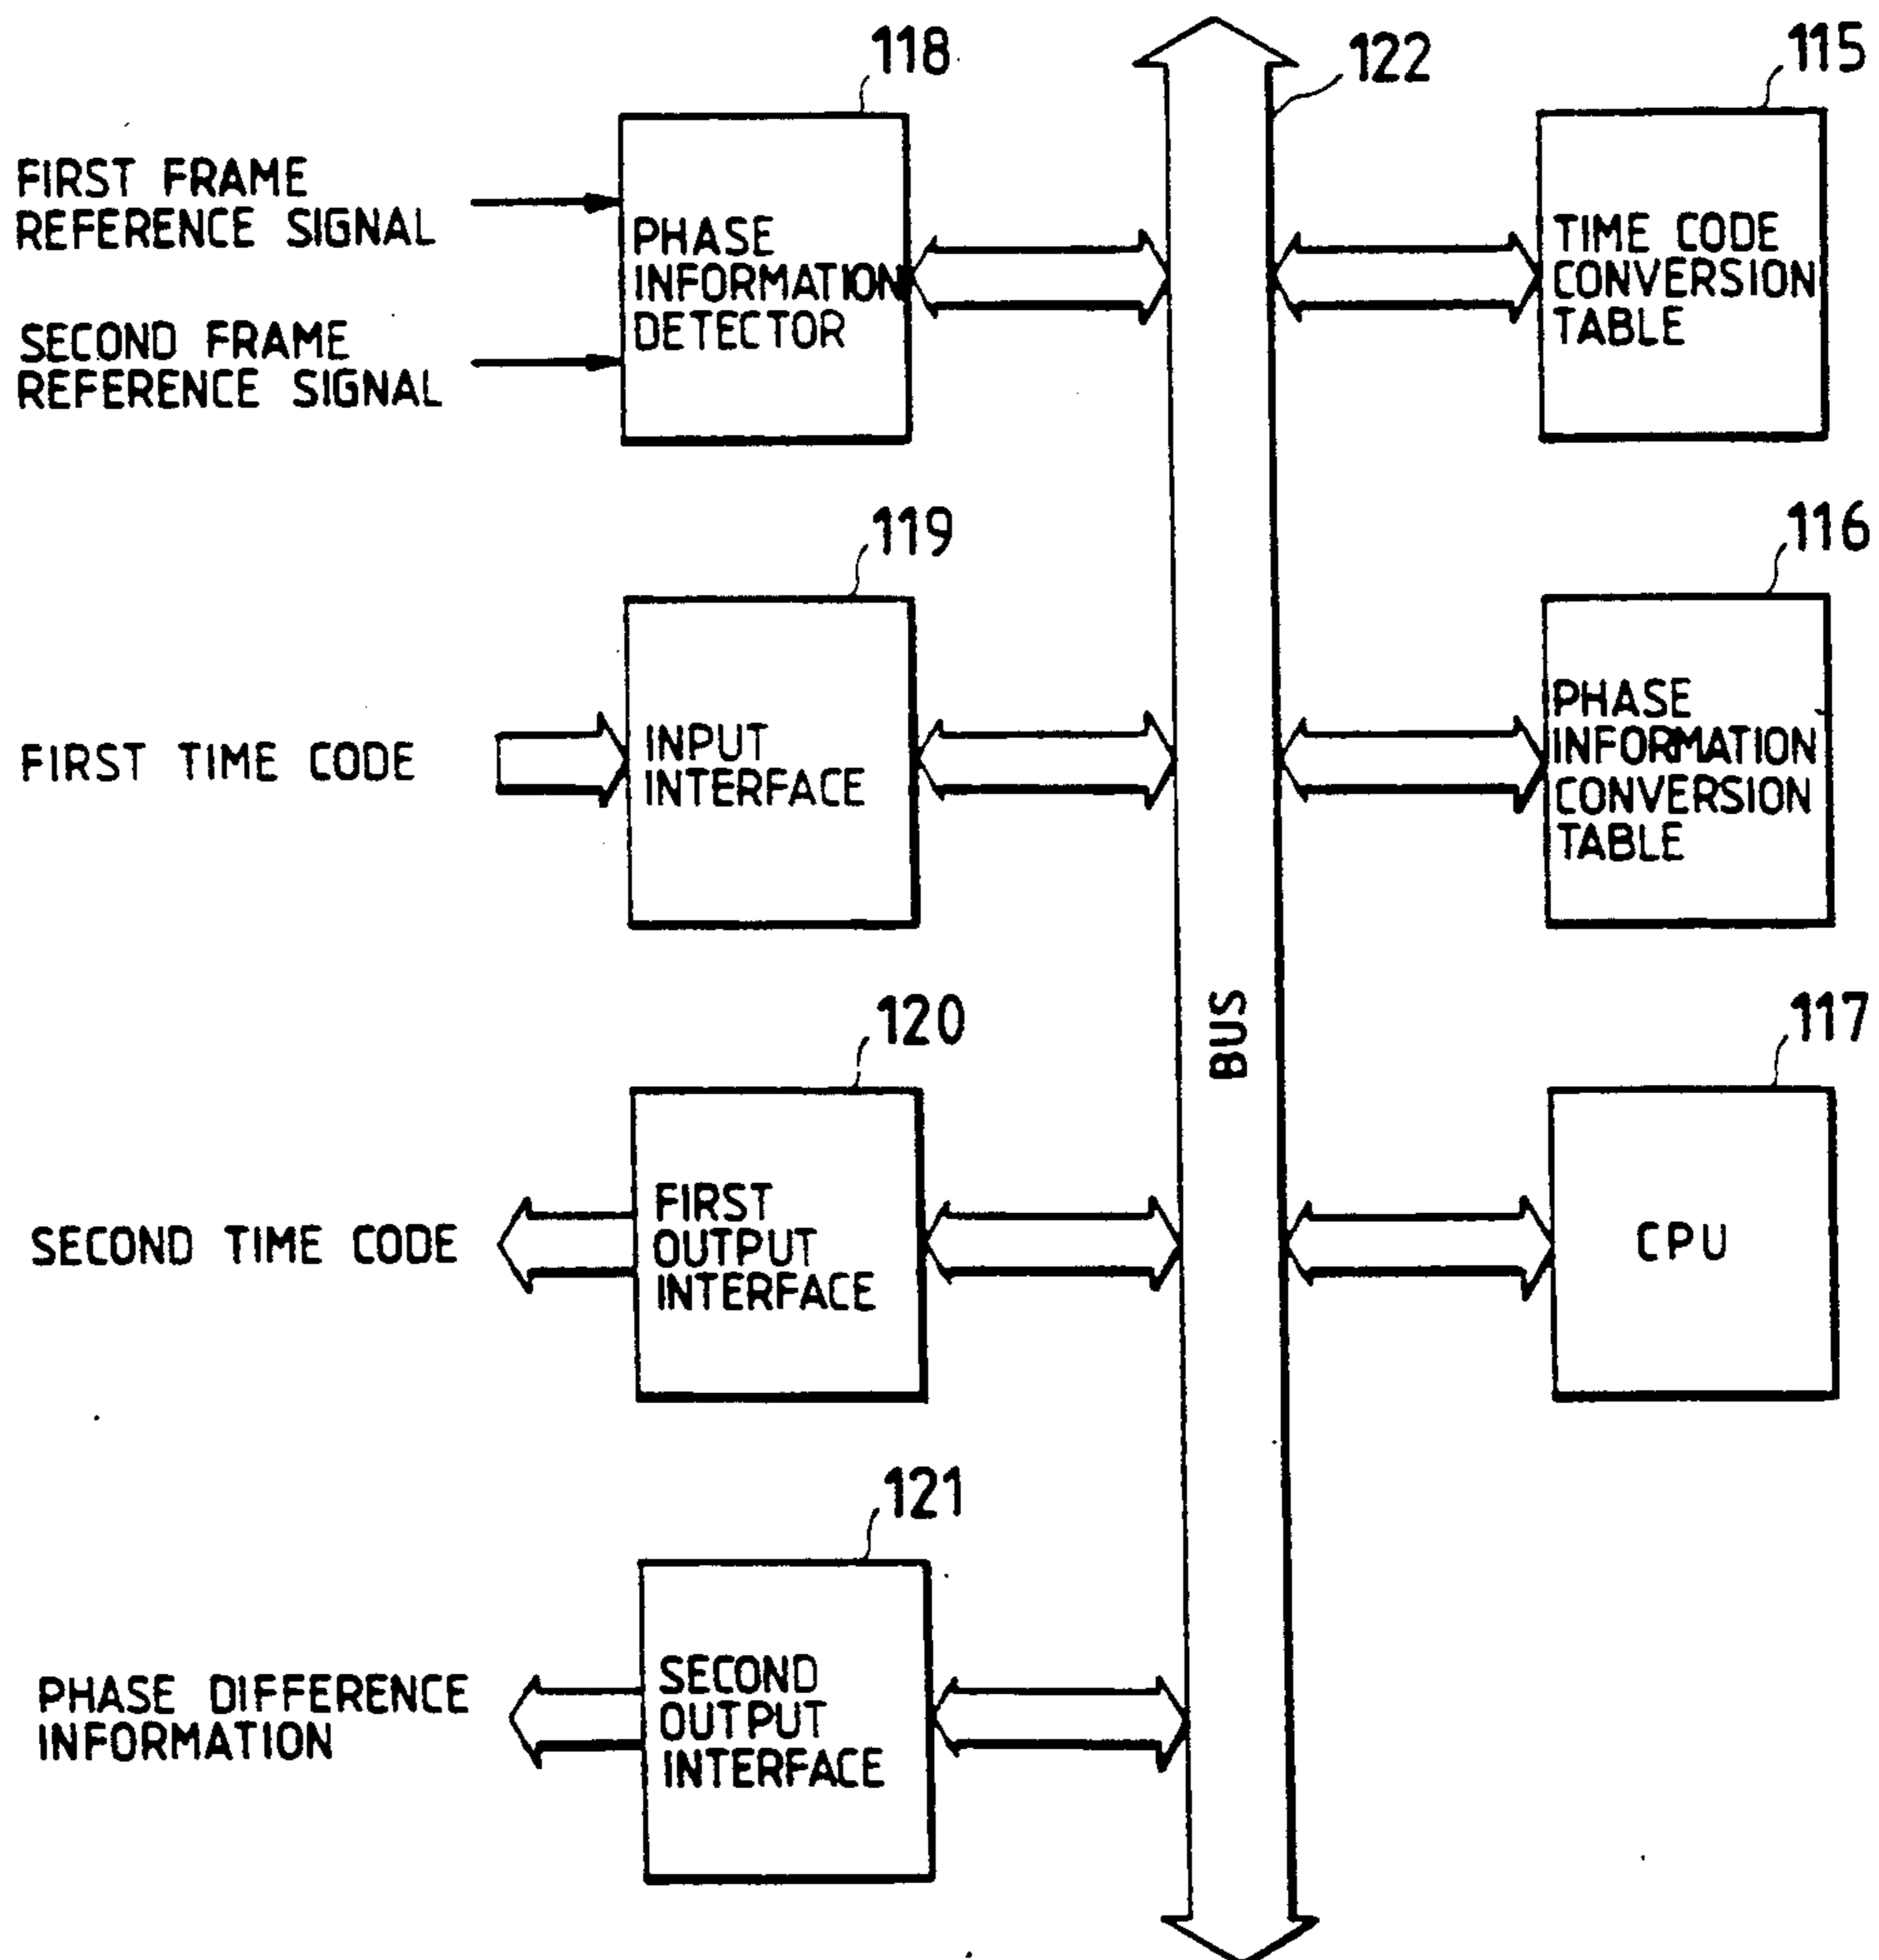 118
122
115
FIRST FRAME
REFERENCE SIGNAL
SECOND FRAME
REFERENCE SIGNAL
PHASE
INFORMATION
DETECTOR
TIME CODE
CONVERSION
TABLE
119
116
FIRST TIME CODE
INPUT
INTERFACE
PHASE
INFORMATION
CONVERSION
TABLE
120
BUS
117
SECOND TIME CODE
FIRST
OUTPUT
INTERFACE
CPU
121
PHASE DIFFERENCE
INFORMATION
SECOND
OUTPUT
INTERFACE